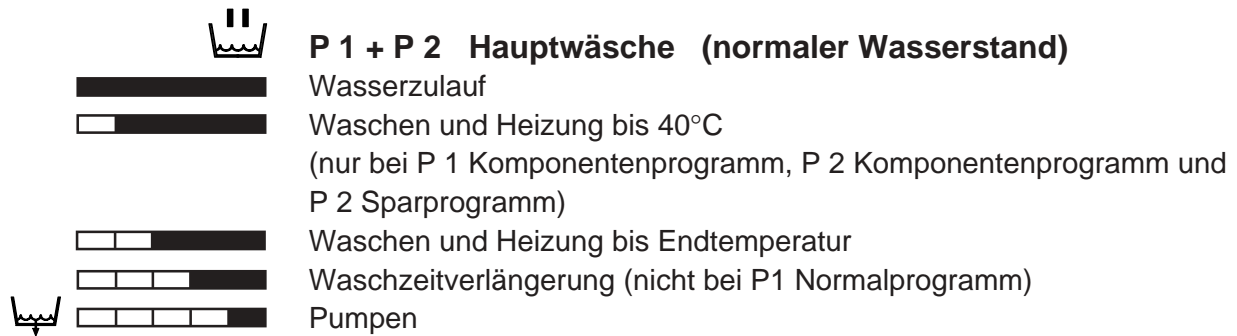 P 1 + P 2 Hauptwäsche (normaler Wasserstand)
Wasserzulauf
Waschen und Heizung bis 40°C
(nur bei P 1 Komponentenprogramm, P 2 Komponentenprogramm und
P 2 Sparprogramm)
Waschen und Heizung bis Endtemperatur
Waschzeitverlängerung (nicht bei P1 Normalprogramm)
Pumpen